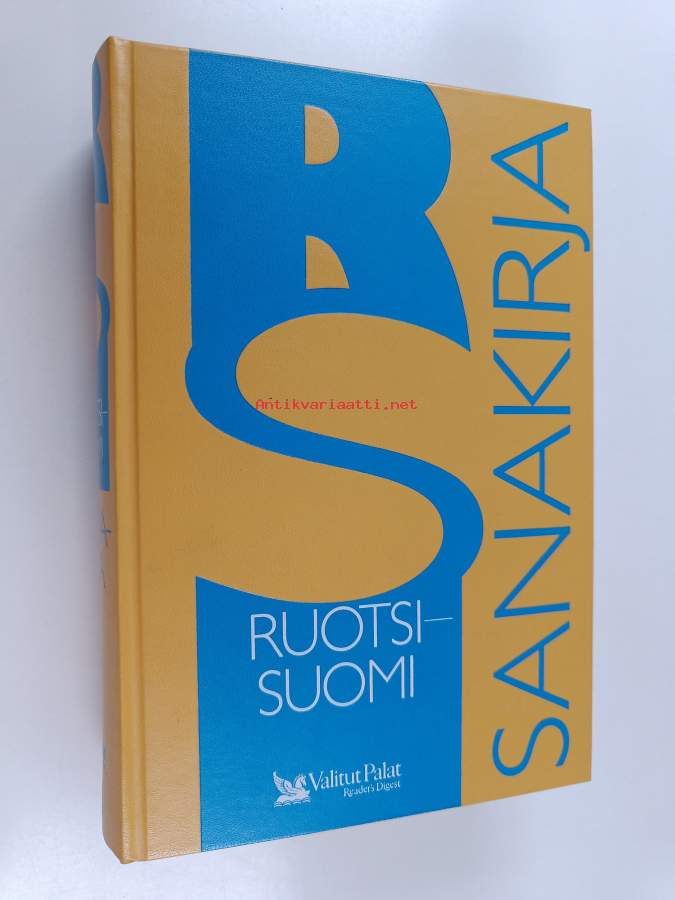 RS
SANAKIRJA
RUOTSI–
SUOMI
Valitut Palat
Reader's Digest
Antikvariaatti.net